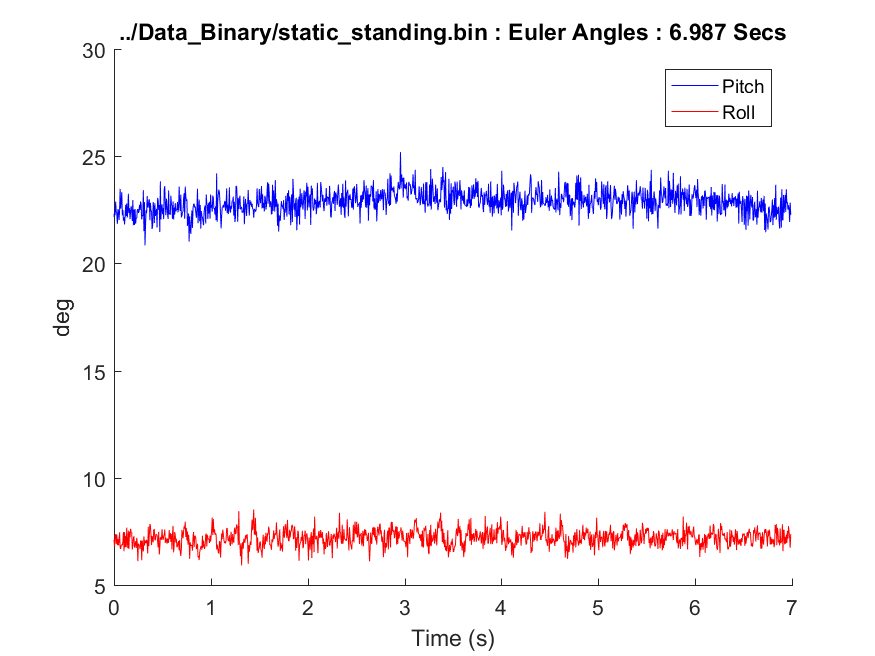 ../Data_Binary/static_standing.bin : Euler Angles : 6.987 Secs
30
25
20
15
10
5
deg
Pitch
Roll
0 1 2 3 4 5 6 7
Time (s)